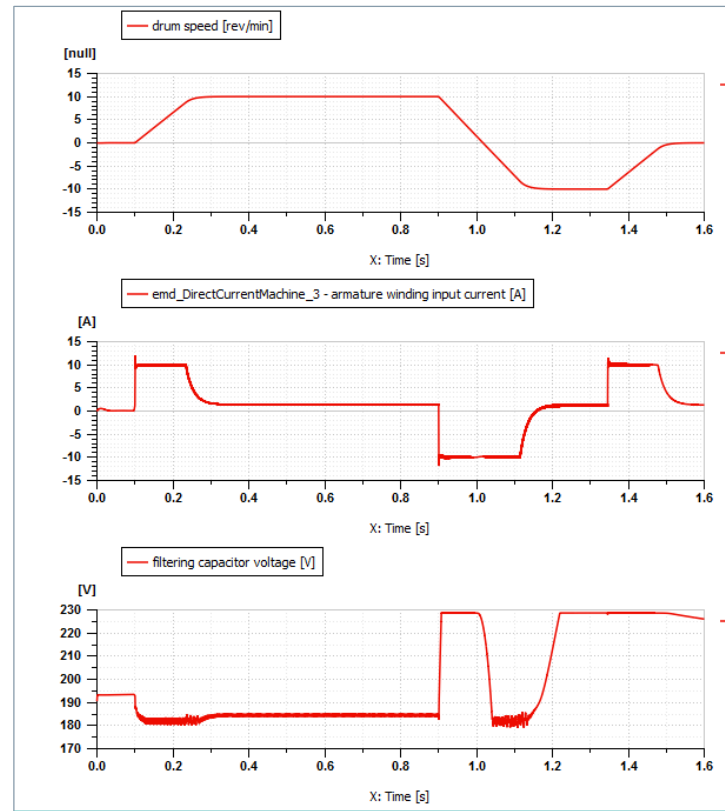 drum speed [rev/min]
[null]
15
10
5
0
-5
-10
-15
0.0 0.2 0.4 0.6 0.8 1.0 1.2 1.4 1.6
X: Time [s]
emd_DirectCurrentMachine_3 - armature winding input current [A]
[A]
15
10
5
0
-5
-10
-15
0.0 0.2 0.4 0.6 0.8 1.0 1.2 1.4 1.6
X: Time [s]
filtering capacitor voltage [V]
[V]
230
220
210
200
190
180
170
0.0 0.2 0.4 0.6 0.8 1.0 1.2 1.4 1.6
X: Time [s]